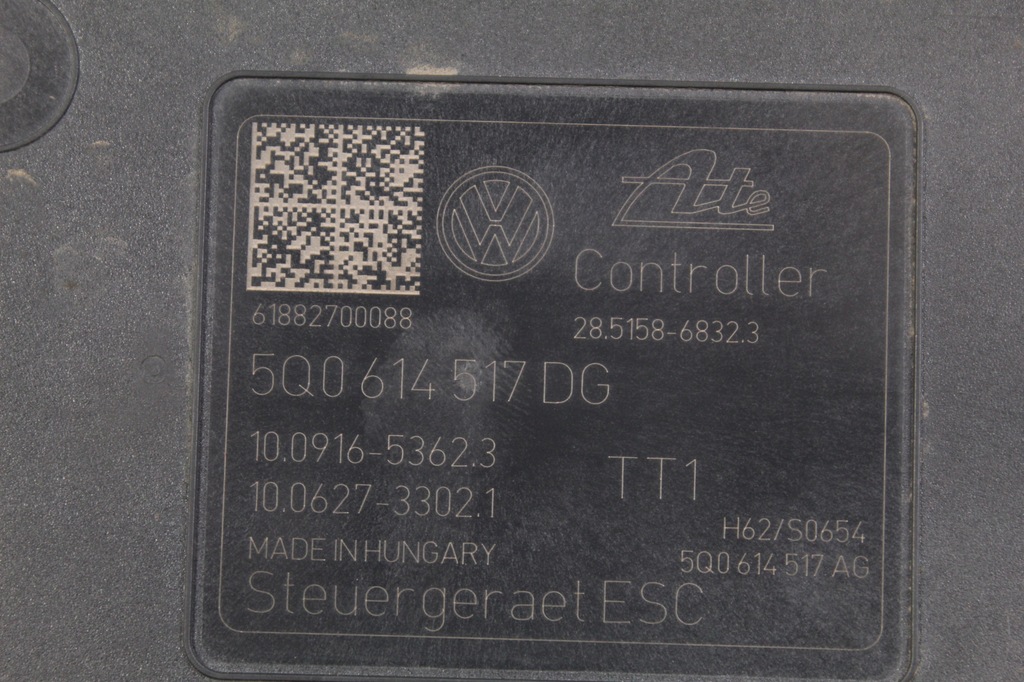 Ate
Controller
61882700088
28.5158-6832.3
5Q0 614 517 DG
10.0916-5362.3
TT1
10.0627-3302.1
H62/S0654
MADE IN HUNGARY
5Q0 614 517 AG
Steuergeraet ESC